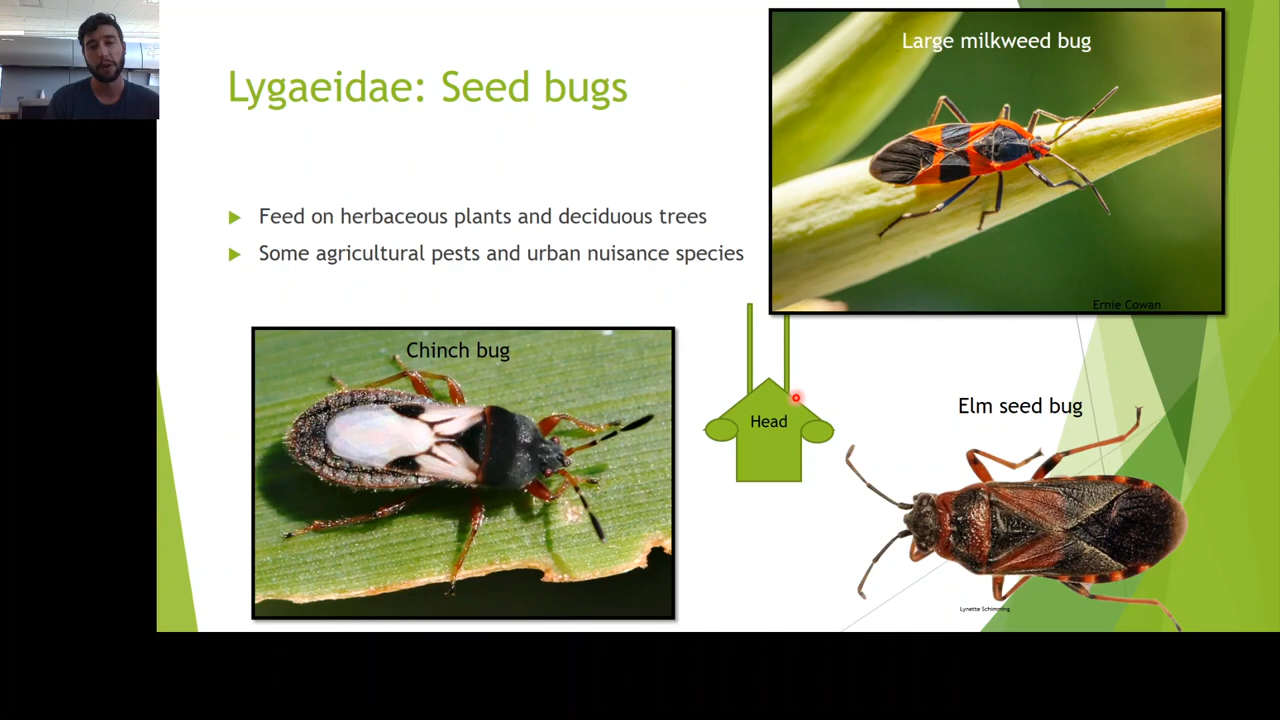 Large milkweed bug
Lygaeidae: Seed bugs
Feed on herbaceous plants and deciduous trees
Some agricultural pests and urban nuisance species
Ernie Cowan
Chinch bug
Head
Elm seed bug
Lynette Schimming